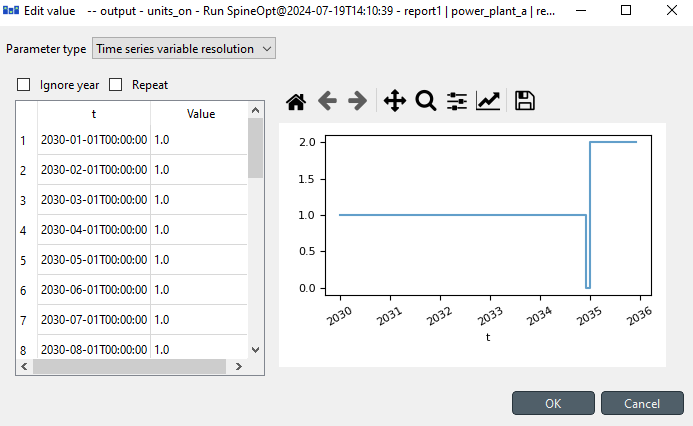 Edit value -- output - units_on - Run SpineOpt@2024-07-19T14:10:39 - report1 | power_plant_a | re...
Parameter type Time series variable resolution
Ignore year Repeat
t Value
1 2030-01-01T00:00:00 1.0
2 2030-02-01T00:00:00 1.0
3 2030-03-01T00:00:00 1.0
4 2030-04-01T00:00:00 1.0
5 2030-05-01T00:00:00 1.0
6 2030-06-01T00:00:00 1.0
7 2030-07-01T00:00:00 1.0
8 2030-08-01T00:00:00 1.0
2.0
1.5
1.0
0.5
0.0
2030 2031 2032 2033 2034 2035 2036
t
OK Cancel